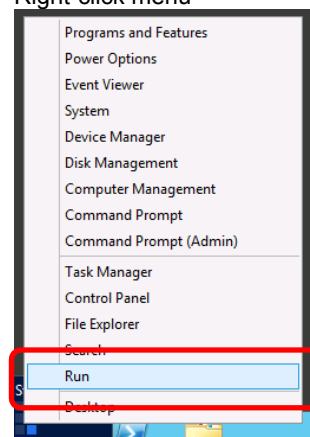 Right-click menu
Programs and Features
Power Options
Event Viewer
System
Device Manager
Disk Management
Computer Management
Command Prompt
Command Prompt (Admin)
Task Manager
Control Panel
File Explorer
Search
Run
Desktop